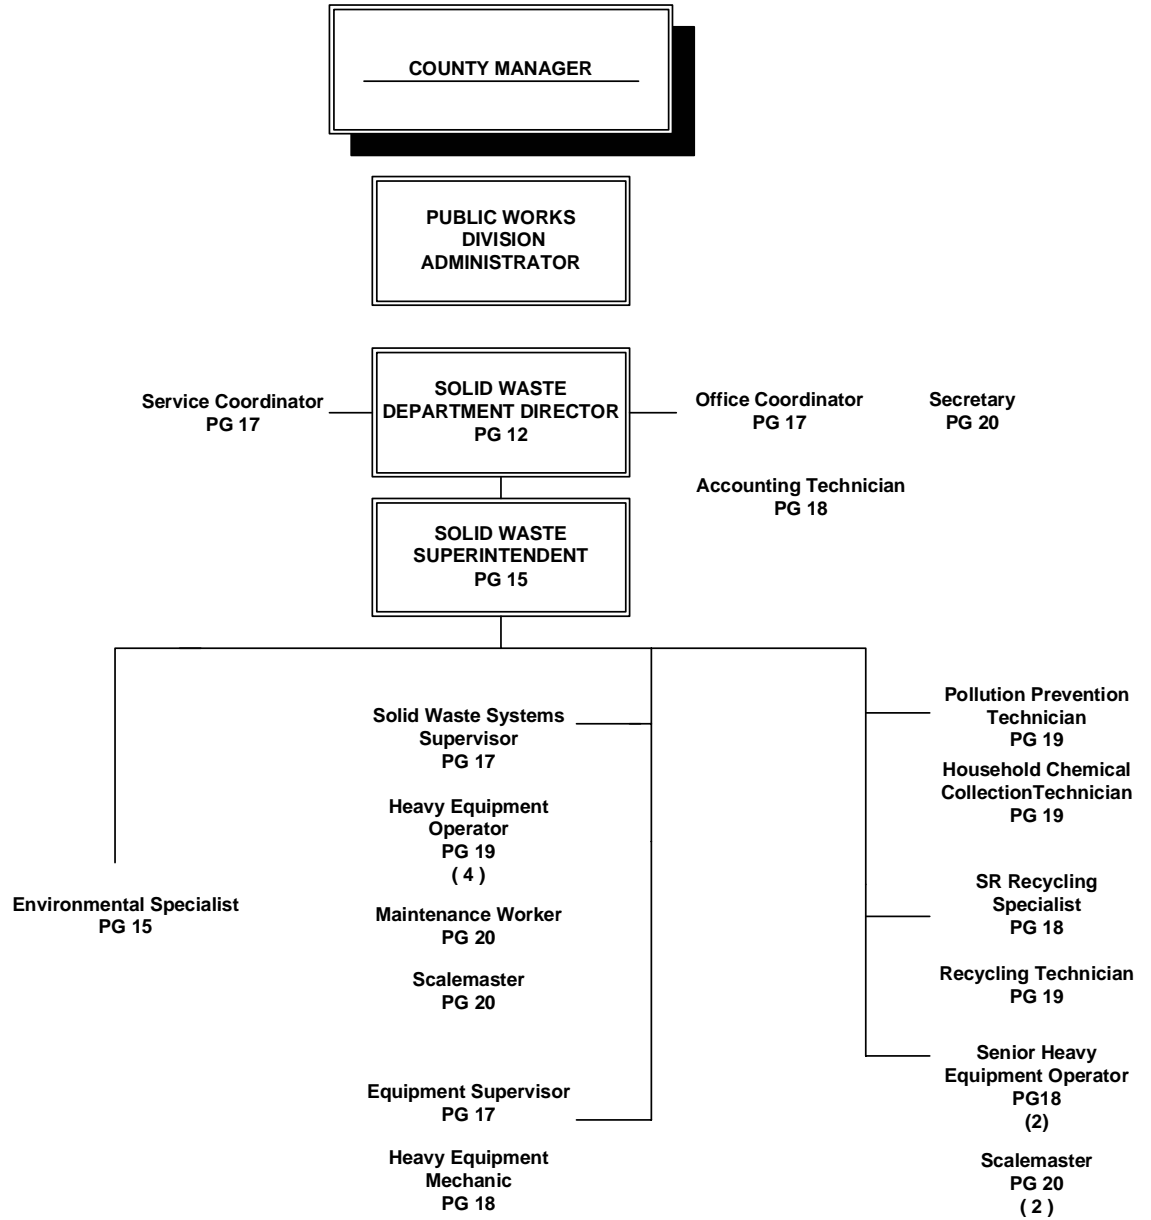 COUNTY MANAGER
PUBLIC WORKS
DIVISION
ADMINISTRATOR
SOLID WASTE
DEPARTMENT DIRECTOR
PG 12
Service Coordinator
PG 17
Office Coordinator
PG 17
Secretary
PG 20
Accounting Technician
PG 18
SOLID WASTE
SUPERINTENDENT
PG 15
Environmental Specialist
PG 15
Solid Waste Systems
Supervisor
PG 17
Heavy Equipment
Operator
PG 19
( 4 )
Maintenance Worker
PG 20
Scalemaster
PG 20
Equipment Supervisor
PG 17
Heavy Equipment
Mechanic
PG 18
Pollution Prevention
Technician
PG 19
Household Chemical
CollectionTechnician
PG 19
SR Recycling
Specialist
PG 18
Recycling Technician
PG 19
Senior Heavy
Equipment Operator
PG18
(2)
Scalemaster
PG 20
( 2 )